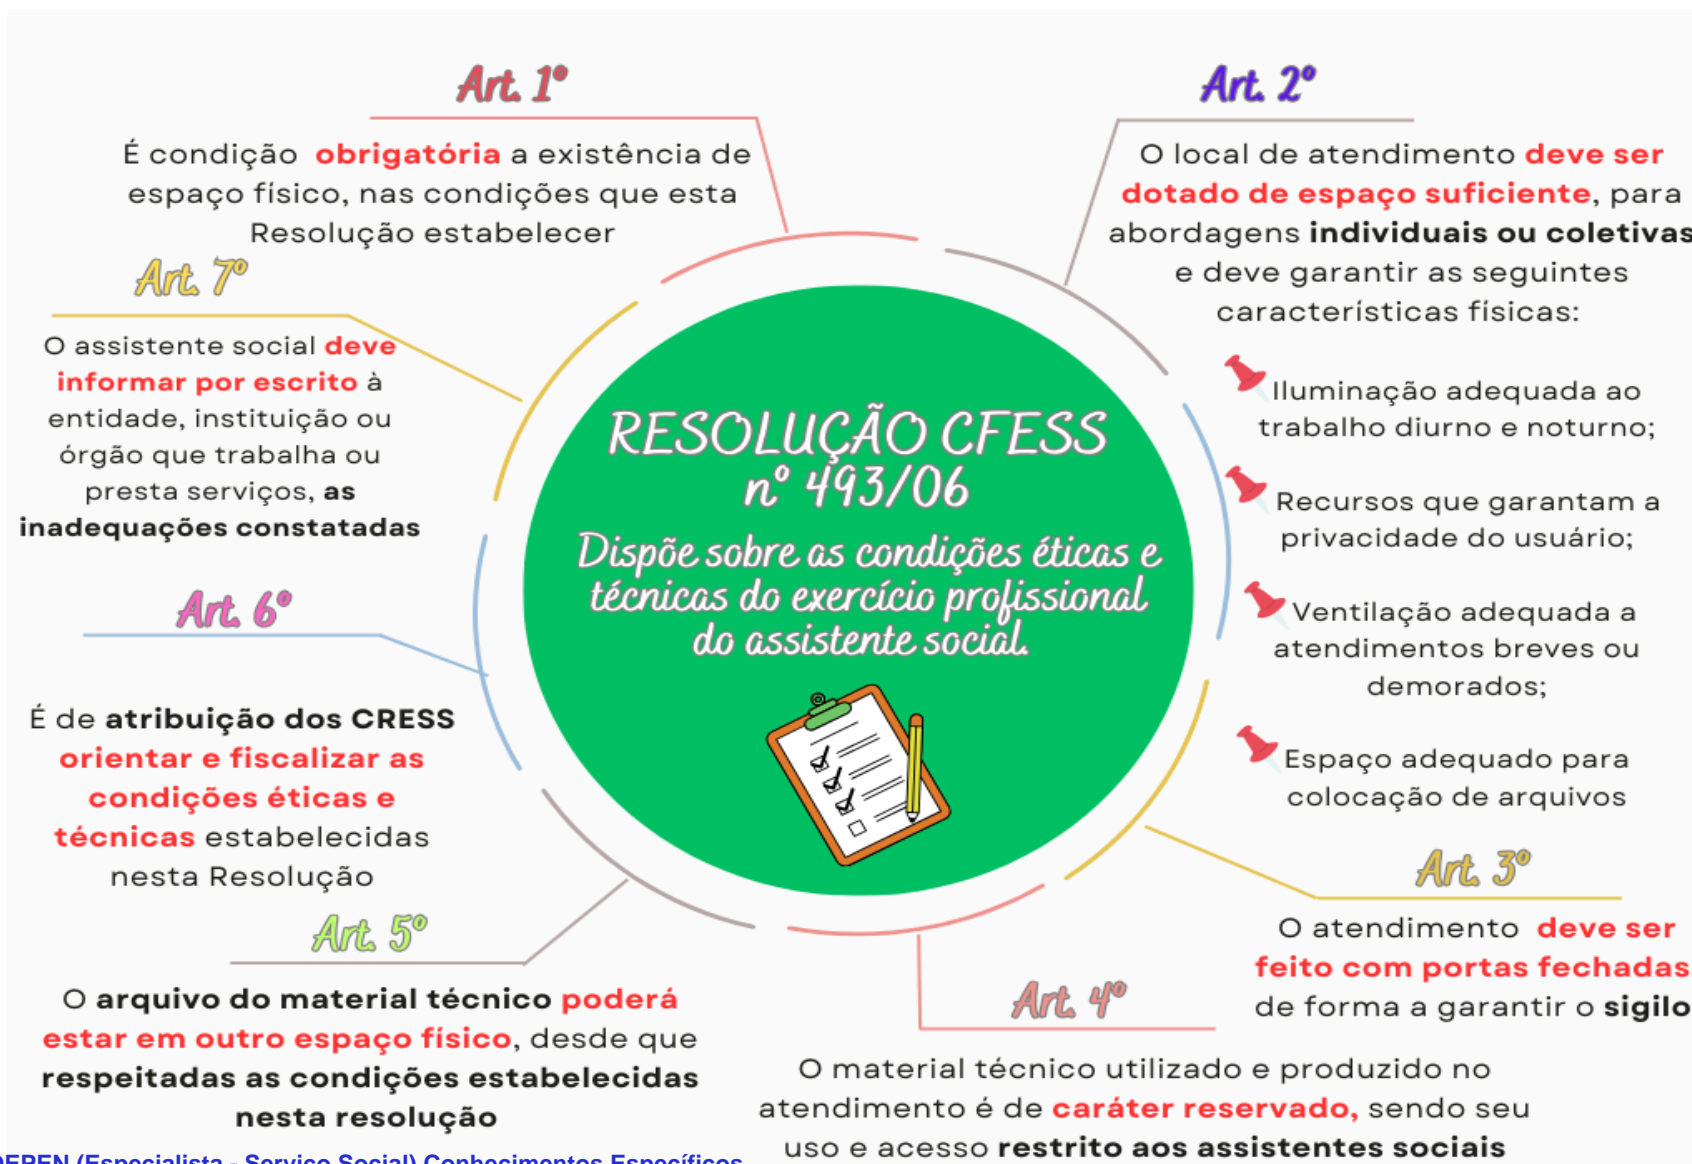 Art. 1º
É condição obrigatória a existência de
espaço físico, nas condições que esta
Resolução estabelecer
Art. 2º
O local de atendimento deve ser
dotado de espaço suficiente, para
abordagens individuais ou coletivas
e deve garantir as seguintes
características físicas:
Iluminação adequada ao
trabalho diurno e noturno;
Recursos que garantam a
privacidade do usuário;
Ventilação adequada a
atendimentos breves ou
demorados;
Espaço adequado para
colocação de arquivos
Art. 7º
O assistente social deve
informar por escrito à
entidade, instituição ou
órgão que trabalha ou
presta serviços, as
inadequações constatadas
RESOLUÇÃO CFESS
nº 493/06
Dispõe sobre as condições éticas e
técnicas do exercício profissional
do assistente social.
Art. 6º
É de atribuição dos CRESS
orientar e fiscalizar as
condições éticas e
técnicas estabelecidas
nesta Resolução
Art. 3º
O atendimento deve ser
feito com portas fechadas
de forma a garantir o sigilo
Art. 5º
O arquivo do material técnico poderá
estar em outro espaço físico, desde que
respeitadas as condições estabelecidas
nesta resolução
Art. 4º
O material técnico utilizado e produzido no
atendimento é de caráter reservado, sendo seu
uso e acesso restrito aos assistentes sociais
DEPEN (Especialista - Serviço Social) Conhecimentos Específicos